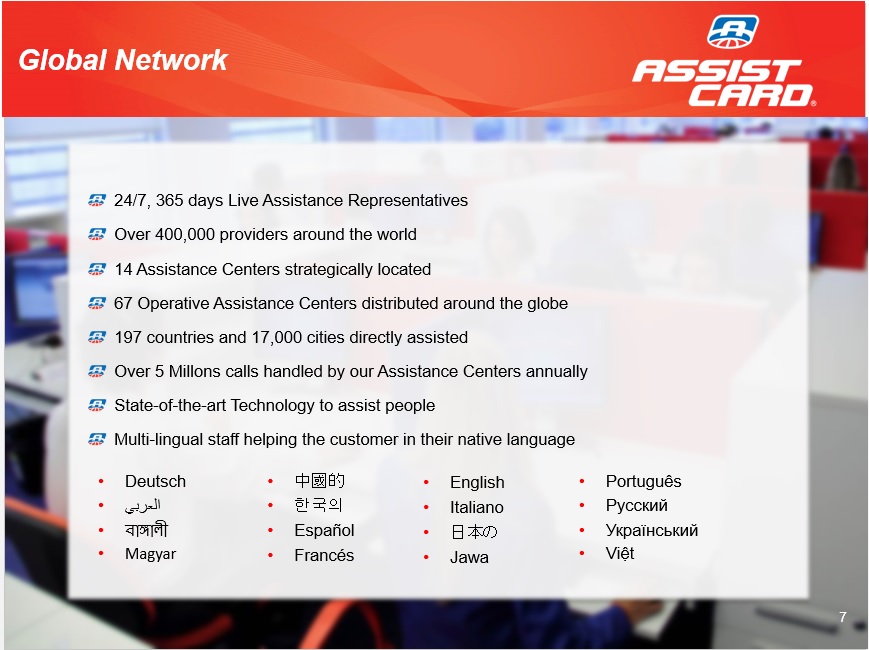 Global Network
ASSIST
CARD®
24/7, 365 days Live Assistance Representatives
Over 400,000 providers around the world
14 Assistance Centers strategically located
67 Operative Assistance Centers distributed around the globe
197 countries and 17,000 cities directly assisted
Over 5 Millons calls handled by our Assistance Centers annually
State-of-the-art Technology to assist people
Multi-lingual staff helping the customer in their native language
• Deutsch
• العربي
• বাঙ্গালী
• Magyar
• 中國的
• 한국의
• Español
• Francés
• English
• Italiano
• 日本の
• Jawa
• Português
• Русский
• Український
• Việt
7